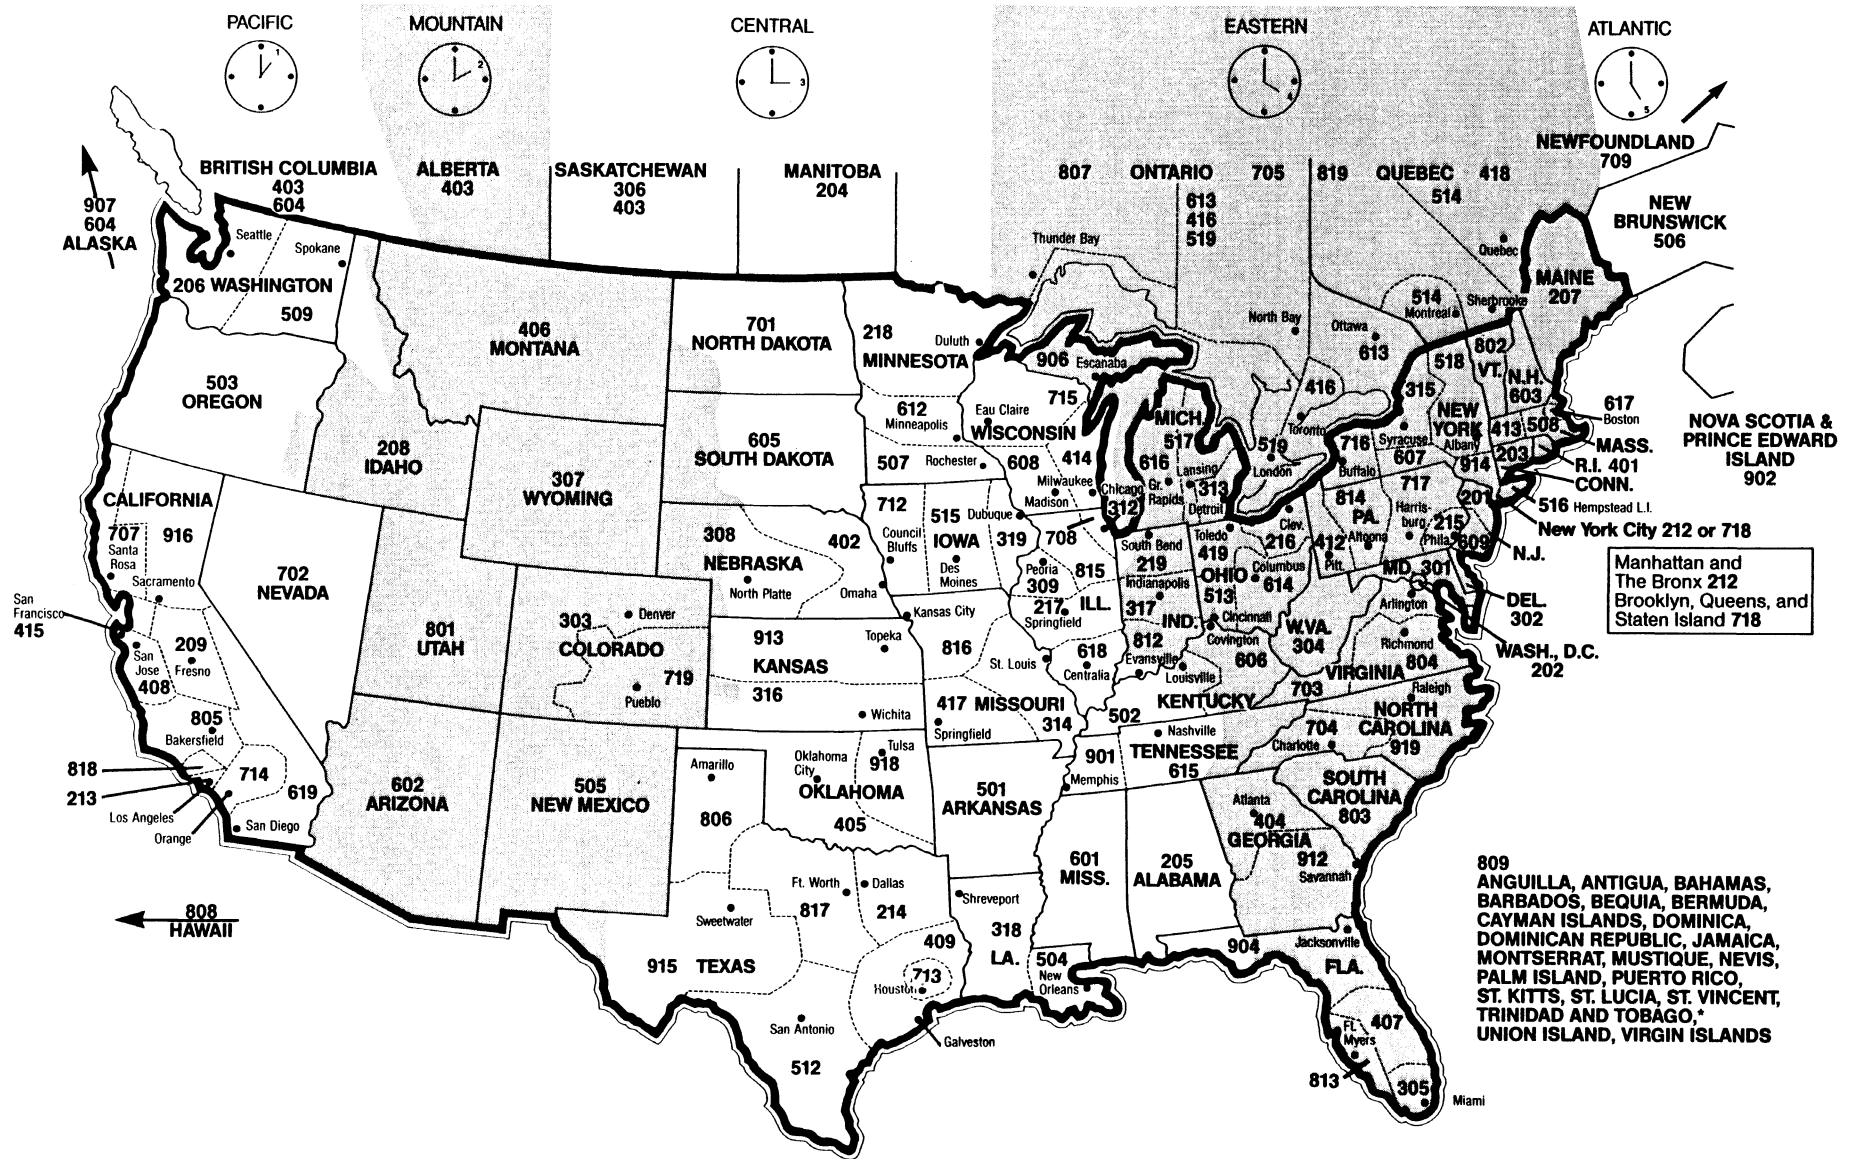 PACIFIC
MOUNTAIN
CENTRAL
EASTERN
ATLANTIC
1
2
3
4
5
BRITISH COLUMBIA
403
604
ALBERTA
403
SASKATCHEWAN
306
403
MANITOBA
204
807
ONTARIO
705
613
416
519
819
QUEBEC
418
514
NEWFOUNDLAND
709
NEW
BRUNSWICK
506
907
604
ALASKA
Thunder Bay
Quebec
Seattle
Spokane
206 WASHINGTON
509
MAINE
207
514
Montreal
Sherbrooke
North Bay
Ottawa
613
416
Toronto
519
London
406
MONTANA
701
NORTH DAKOTA
218
Duluth
MINNESOTA
906
Escanaba
503
OREGON
208
IDAHO
307
WYOMING
605
SOUTH DAKOTA
612
Minneapolis
507
Rochester
715
Eau Claire
WISCONSIN
608
414
Milwaukee
Madison
MICH.
517
616
Lansing
Gr.
Rapids
313
Detroit
518
802
VT.
N.H.
603
315
NEW
YORK
Albany
Syracuse
607
716
Buffalo
914
413
508
617
Boston
MASS.
203
R.I. 401
CONN.
516 Hempstead L.I.
New York City 212 or 718
N.J.
NOVA SCOTIA &
PRINCE EDWARD
ISLAND
902
Manhattan and
The Bronx 212
Brooklyn, Queens, and
Staten Island 718
CALIFORNIA
707
Santa
Rosa
916
Sacramento
San
Francisco
415
209
Fresno
San
Jose
408
805
Bakersfield
818
213
714
619
Los Angeles
Orange
San Diego
702
NEVADA
801
UTAH
303
Denver
COLORADO
719
Pueblo
308
402
NEBRASKA
North Platte
Omaha
712
Council
Bluffs
515
IOWA
Des
Moines
Dubuque
319
Chicago
312
708
815
Peoria
309
217
Springfield
ILL.
618
Centralia
South Bend
219
Indianapolis
317
IND.
812
Evansville
Toledo
419
Clev.
216
OHIO
Columbus
614
513
Cincinnati
Covington
814
PA.
717
Harris-
burg
215
Phila.
201
609
412
Pitt.
Altoona
MD.
301
Arlington
DEL.
302
WASH., D.C.
202
W.VA.
304
Richmond
VIRGINIA
804
703
606
Louisville
KENTUCKY
502
913
Topeka
KANSAS
316
Wichita
Kansas City
816
St. Louis
417
MISSOURI
314
Springfield
901
Memphis
Nashville
TENNESSEE
615
Raleigh
NORTH
CAROLINA
704
Charlotte
919
SOUTH
CAROLINA
803
602
ARIZONA
505
NEW MEXICO
Amarillo
806
Oklahoma
City
Tulsa
918
OKLAHOMA
405
501
ARKANSAS
601
MISS.
205
ALABAMA
Atlanta
404
GEORGIA
912
Savannah
Sweetwater
Ft. Worth
Dallas
817
214
409
713
Houston
915
TEXAS
San Antonio
512
Galveston
Shreveport
318
LA.
504
New
Orleans
904
Jacksonville
FLA.
407
Ft.
Myers
813
305
Miami
808
HAWAII
809
ANGUILLA, ANTIGUA, BAHAMAS,
BARBADOS, BEQUIA, BERMUDA,
CAYMAN ISLANDS, DOMINICA,
DOMINICAN REPUBLIC, JAMAICA,
MONTSERRAT, MUSTIQUE, NEVIS,
PALM ISLAND, PUERTO RICO,
ST. KITTS, ST. LUCIA, ST. VINCENT,
TRINIDAD AND TOBAGO,*
UNION ISLAND, VIRGIN ISLANDS